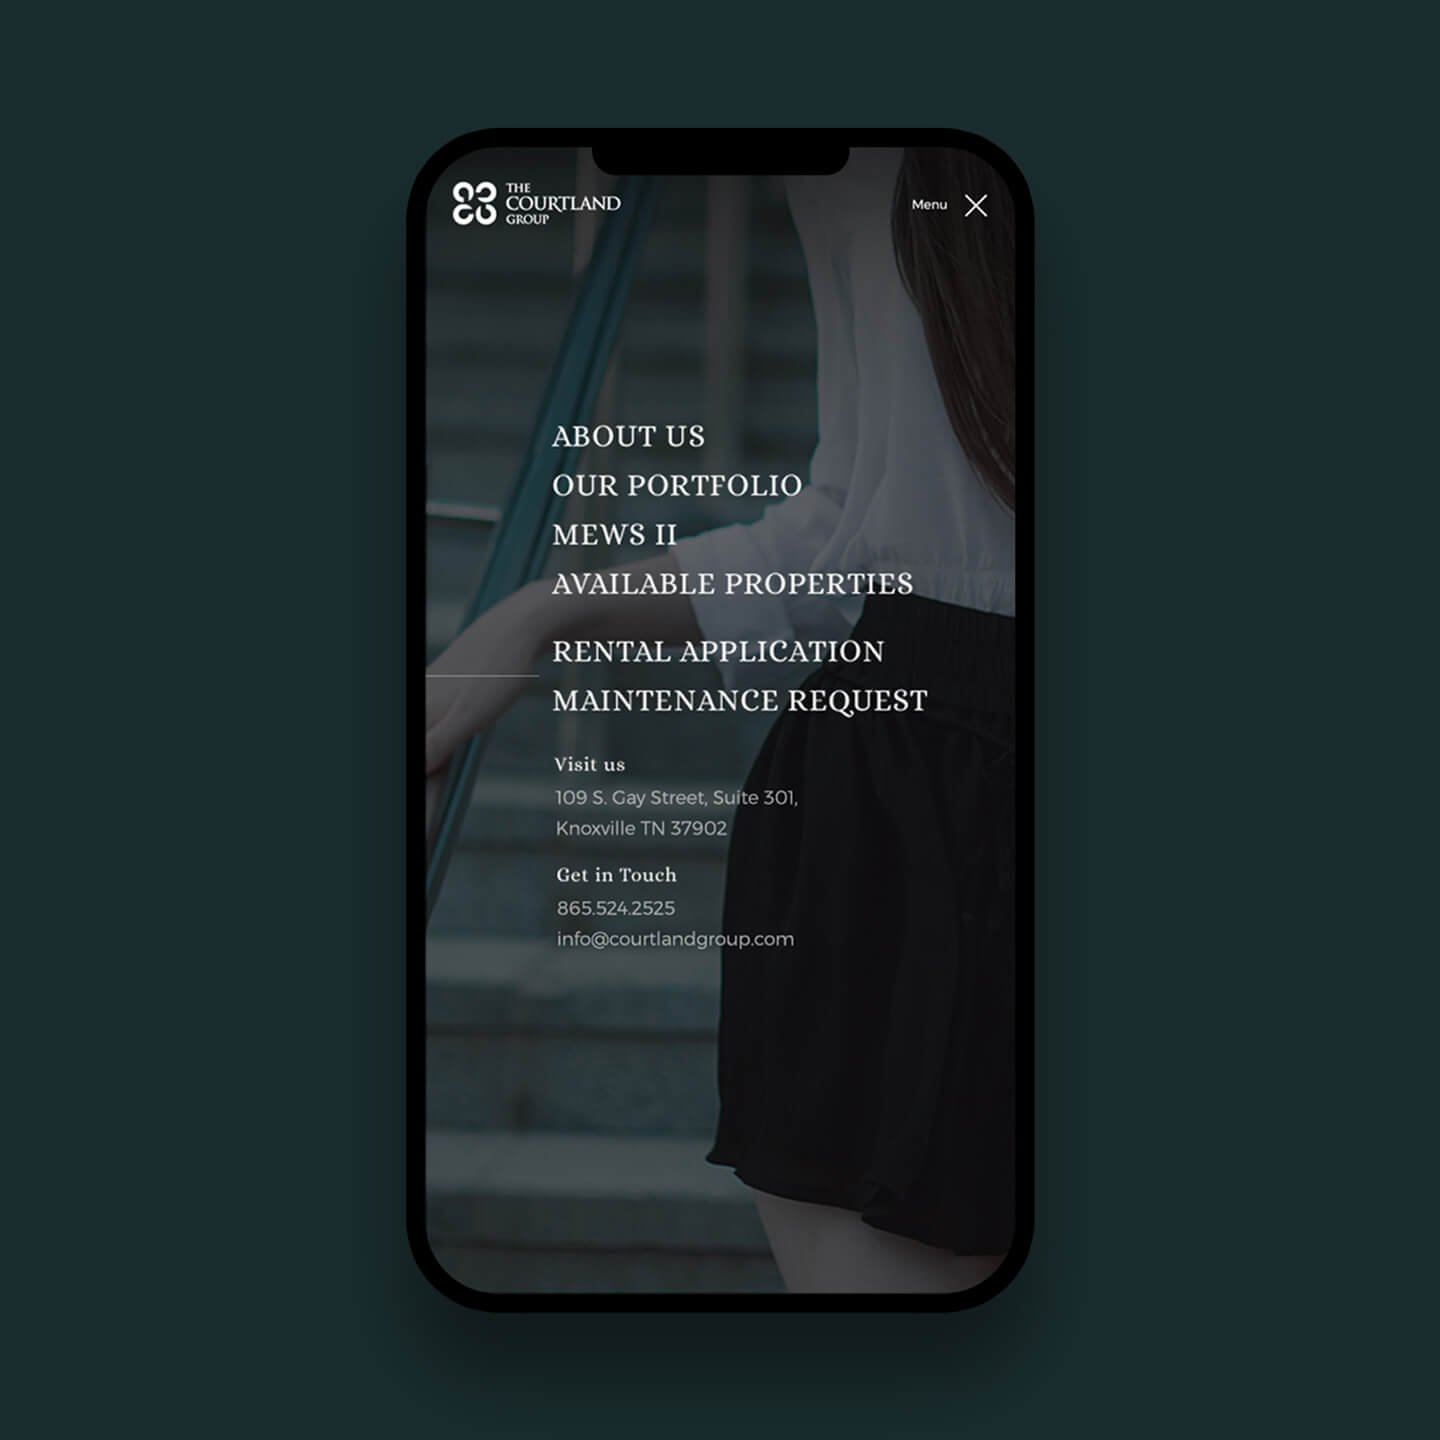 THE
COURTLAND
GROUP
Menu
ABOUT US
OUR PORTFOLIO
MEWS II
AVAILABLE PROPERTIES
RENTAL APPLICATION
MAINTENANCE REQUEST
Visit us
109 S. Gay Street, Suite 301,
Knoxville TN 37902
Get in Touch
865.524.2525
info@courtlandgroup.com